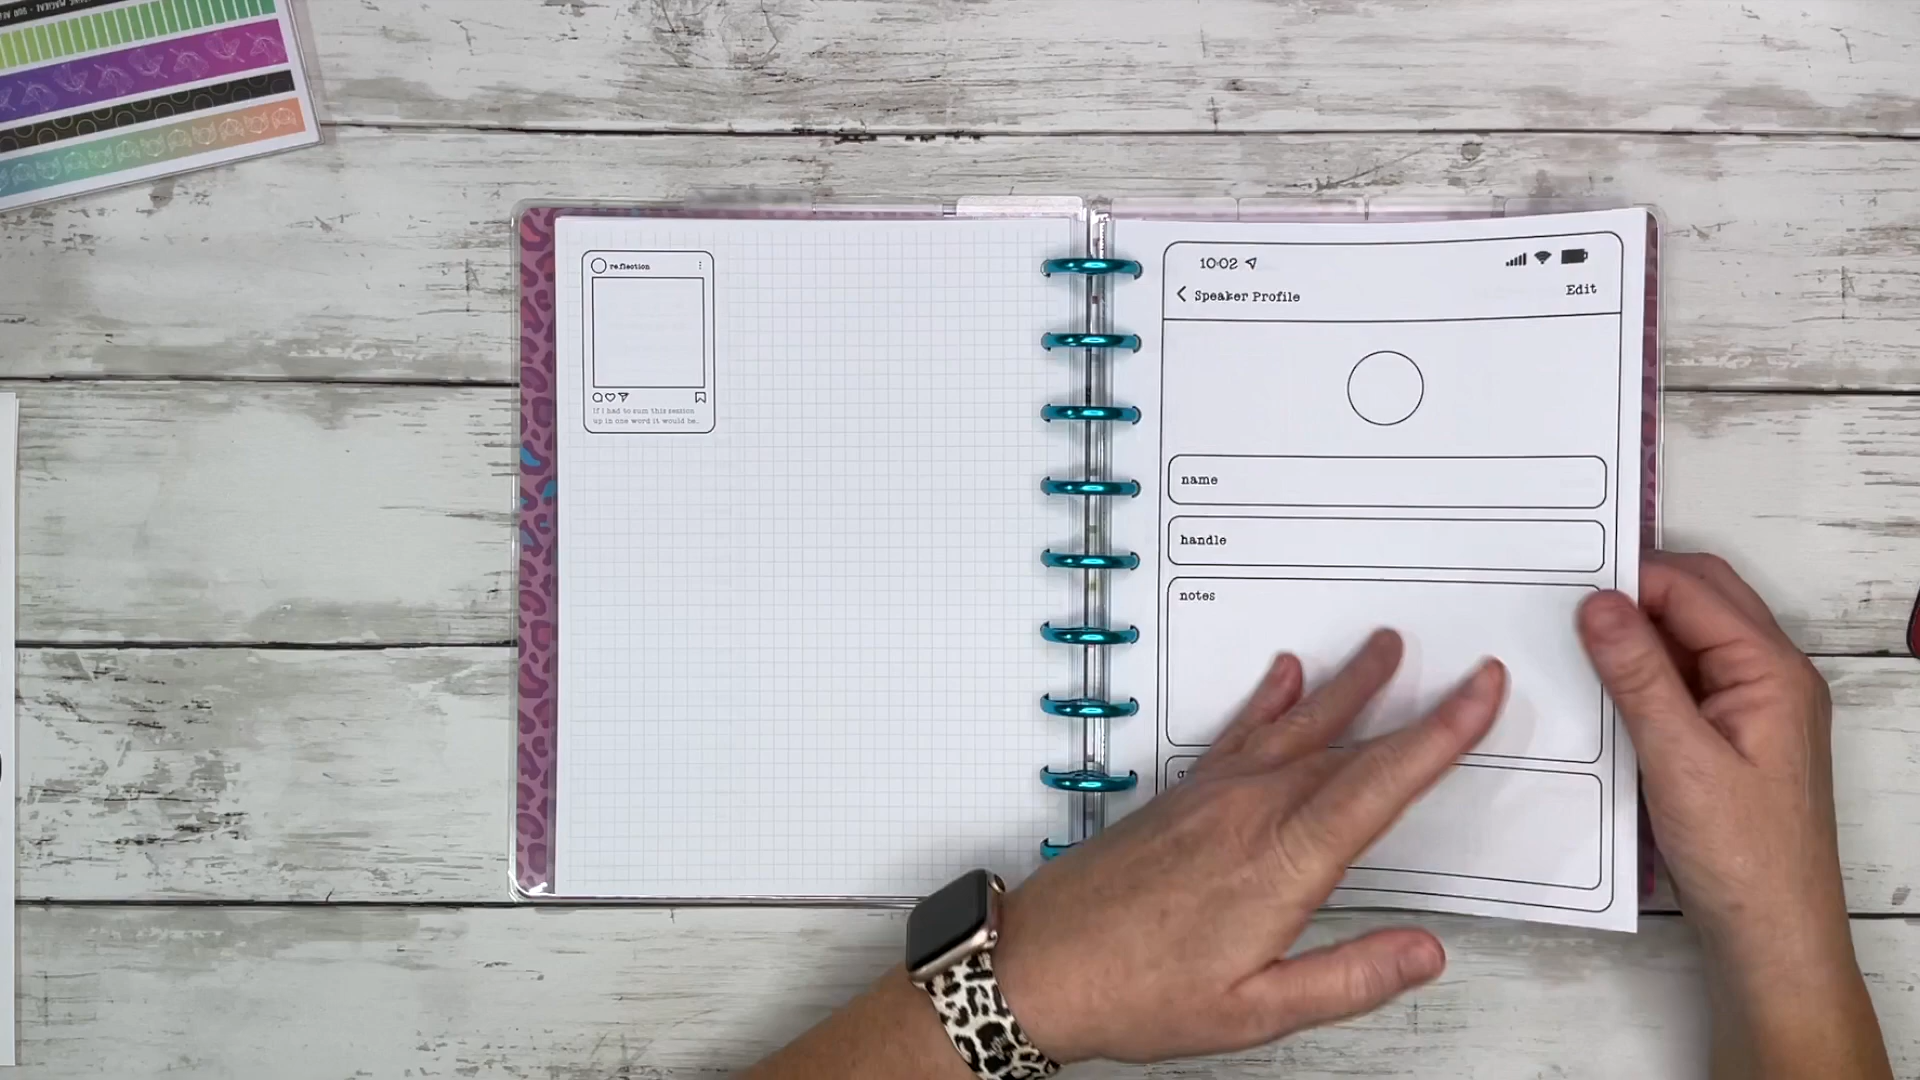 reflection
If I had to sum this session
up in one word it would be...
10:02
Speaker Profile
Edit
name
handle
notes